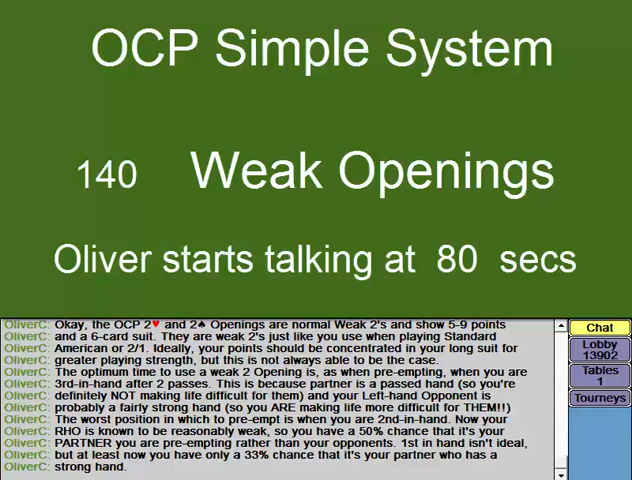 OCP Simple System
140 Weak Openings
Oliver starts talking at 80 secs
OliverC: Okay, the OCP 2♥ and 2♠ Openings are normal Weak 2's and show 5-9 points
OliverC: and a 6-card suit. They are weak 2's just like you use when playing Standard
OliverC: American or 2/1. Ideally, your points should be concentrated in your long suit for
OliverC: greater playing strength, but this is not always able to be the case.
OliverC: The optimum time to use a weak 2 Opening is, as when pre-empting, when you are
OliverC: 3rd-in-hand after 2 passes. This is because partner is a passed hand (so you're
OliverC: definitely NOT making life difficult for them) and your Left-hand Opponent is
OliverC: probably a fairly strong hand (so you ARE making life more difficult for THEM!!)
OliverC: The worst position in which to pre-empt is when you are 2nd-in-hand. Now your
OliverC: RHO is known to be reasonably weak, so you have a 50% chance that it's your
OliverC: PARTNER you are pre-empting rather than your opponents. 1st in hand isn't ideal,
OliverC: but at least now you have only a 33% chance that it's your partner who has a
OliverC: strong hand.
Chat
Lobby
13902
Tables
1
Tourneys